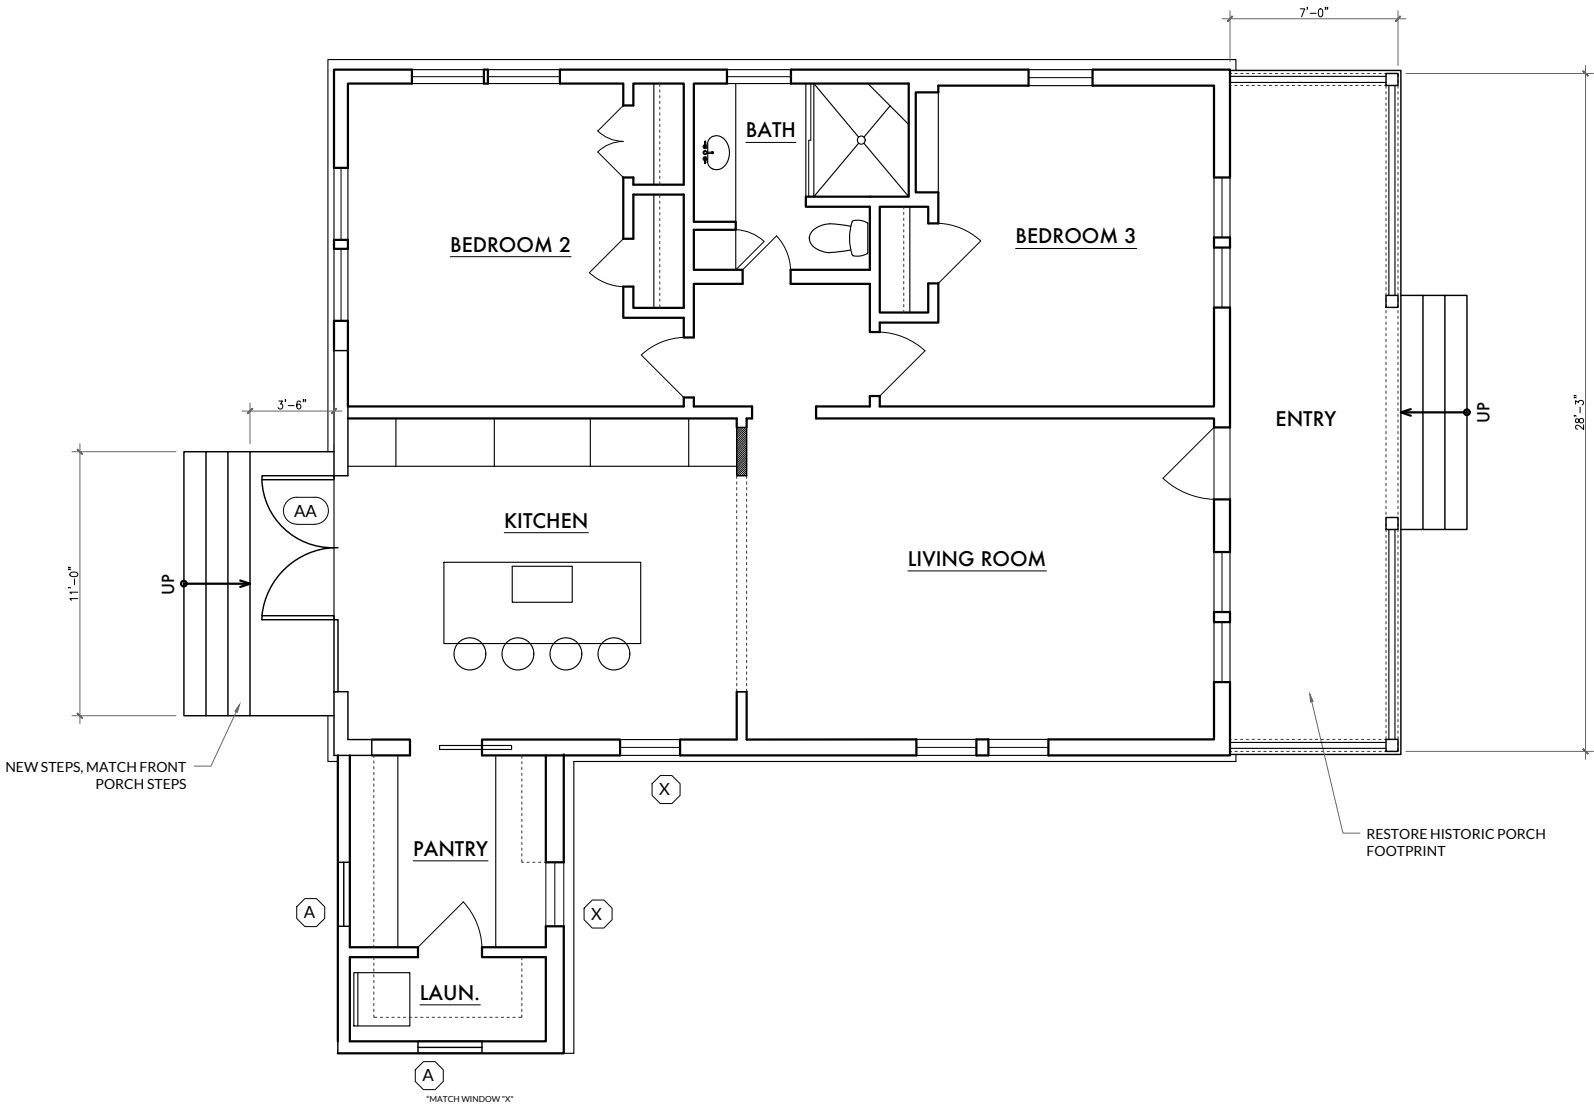 7'-0"
BATH
BEDROOM 2
BEDROOM 3
3'-6"
ENTRY
UP
28'-3"
AA
KITCHEN
LIVING ROOM
UP
11'-0"
NEW STEPS, MATCH FRONT
PORCH STEPS
X
RESTORE HISTORIC PORCH
FOOTPRINT
PANTRY
A
X
LAUN.
A
"MATCH WINDOW "X"